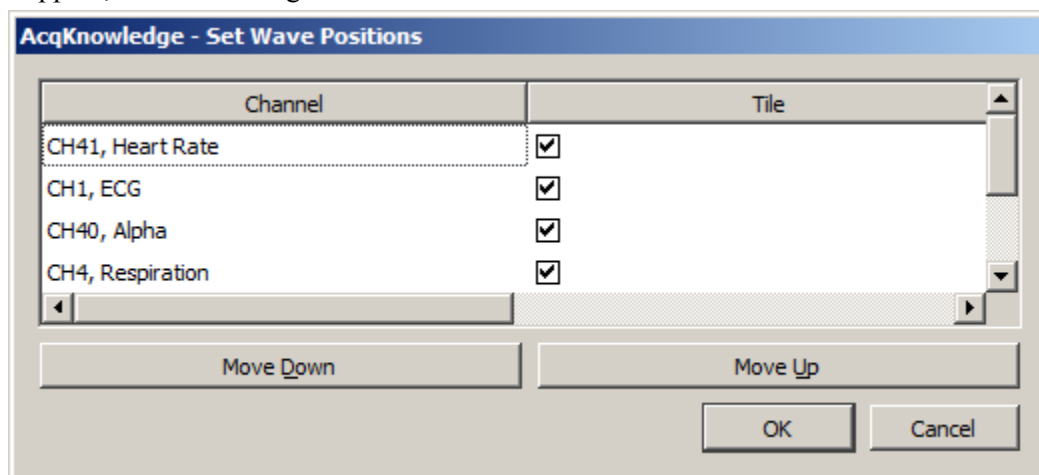 AcqKnowledge - Set Wave Positions
Channel Tile
CH41, Heart Rate
CH1, ECG
CH40, Alpha
CH4, Respiration
Move Down Move Up
OK Cancel